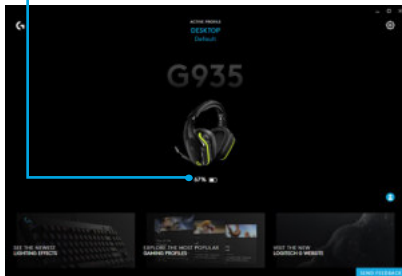 ACTIVE PROFILE
DESKTOP
Default
G935
67%
SEE THE NEWEST
LIGHTING EFFECTS
EXPLORE THE MOST POPULAR
GAMING PROFILES
VISIT THE NEW
LOGITECH G WEBSITE
SEND FEEDBACK